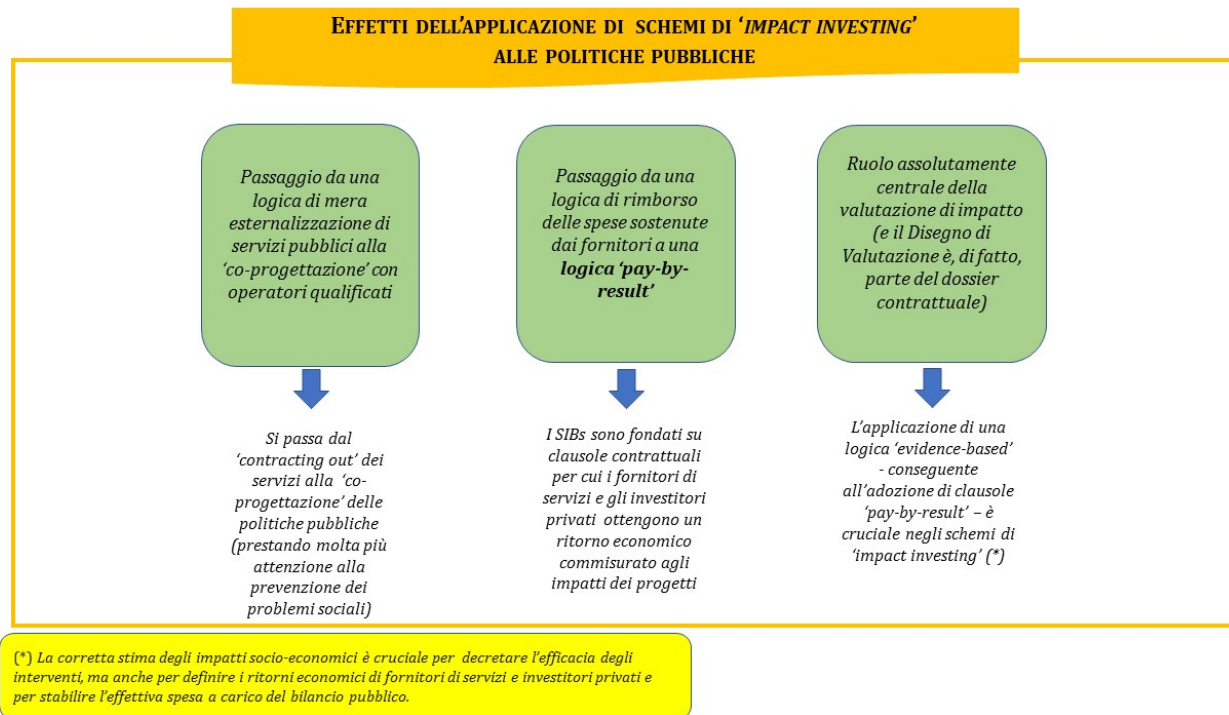 EFFETTI DELL'APPLICAZIONE DI SCHEMI DI ‘IMPACT INVESTING’
ALLE POLITICHE PUBBLICHE
Passaggio da una
logica di mera
esternalizzazione di
servizi pubblici alla
‘co-progettazione’ con
operatori qualificati
Si passa dal
‘contracting out’ dei
servizi alla ‘co-
progettazione’ delle
politiche pubbliche
(prestando molta più
attenzione alla
prevenzione dei
problemi sociali)
Passaggio da una
logica di rimborso
delle spese sostenute
dai fornitori a una
logica ‘pay-by-
result’
I SIBs sono fondati su
clausole contrattuali
per cui i fornitori di
servizi e gli investitori
privati ottengono un
ritorno economico
commisurato agli
impatti dei progetti
Ruolo assolutamente
centrale della
valutazione di impatto
(e il Disegno di
Valutazione è, di fatto,
parte del dossier
contrattuale)
L’applicazione di una
logica ‘evidence-based’
- conseguente
all’adozione di clausole
‘pay-by-result’ – è
cruciale negli schemi di
‘impact investing’ (*)
(*) La corretta stima degli impatti socio-economici è cruciale per decretare l’efficacia degli
interventi, ma anche per definire i ritorni economici di fornitori di servizi e investitori privati e
per stabilire l’effettiva spesa a carico del bilancio pubblico.